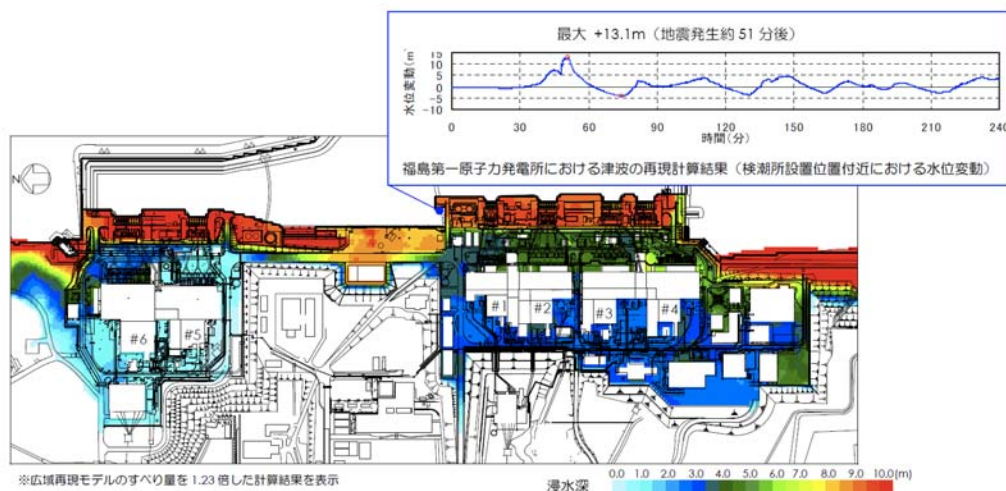 最大 +13.1m（地震発生約 51 分後）
水位変動(m)
15
10
5
0
−5
−10
0 30 60 90 120 150 180 210 240
時間(分)
福島第一原子力発電所における津波の再現計算結果（検潮所設置位置付近における水位変動）
N
#1
#2
#3
#4
#6
#5
※広域再現モデルのすべり量を 1.23 倍した計算結果を表示
浸水深
0.0 1.0 2.0 3.0 4.0 5.0 6.0 7.0 8.0 9.0 10.0(m)